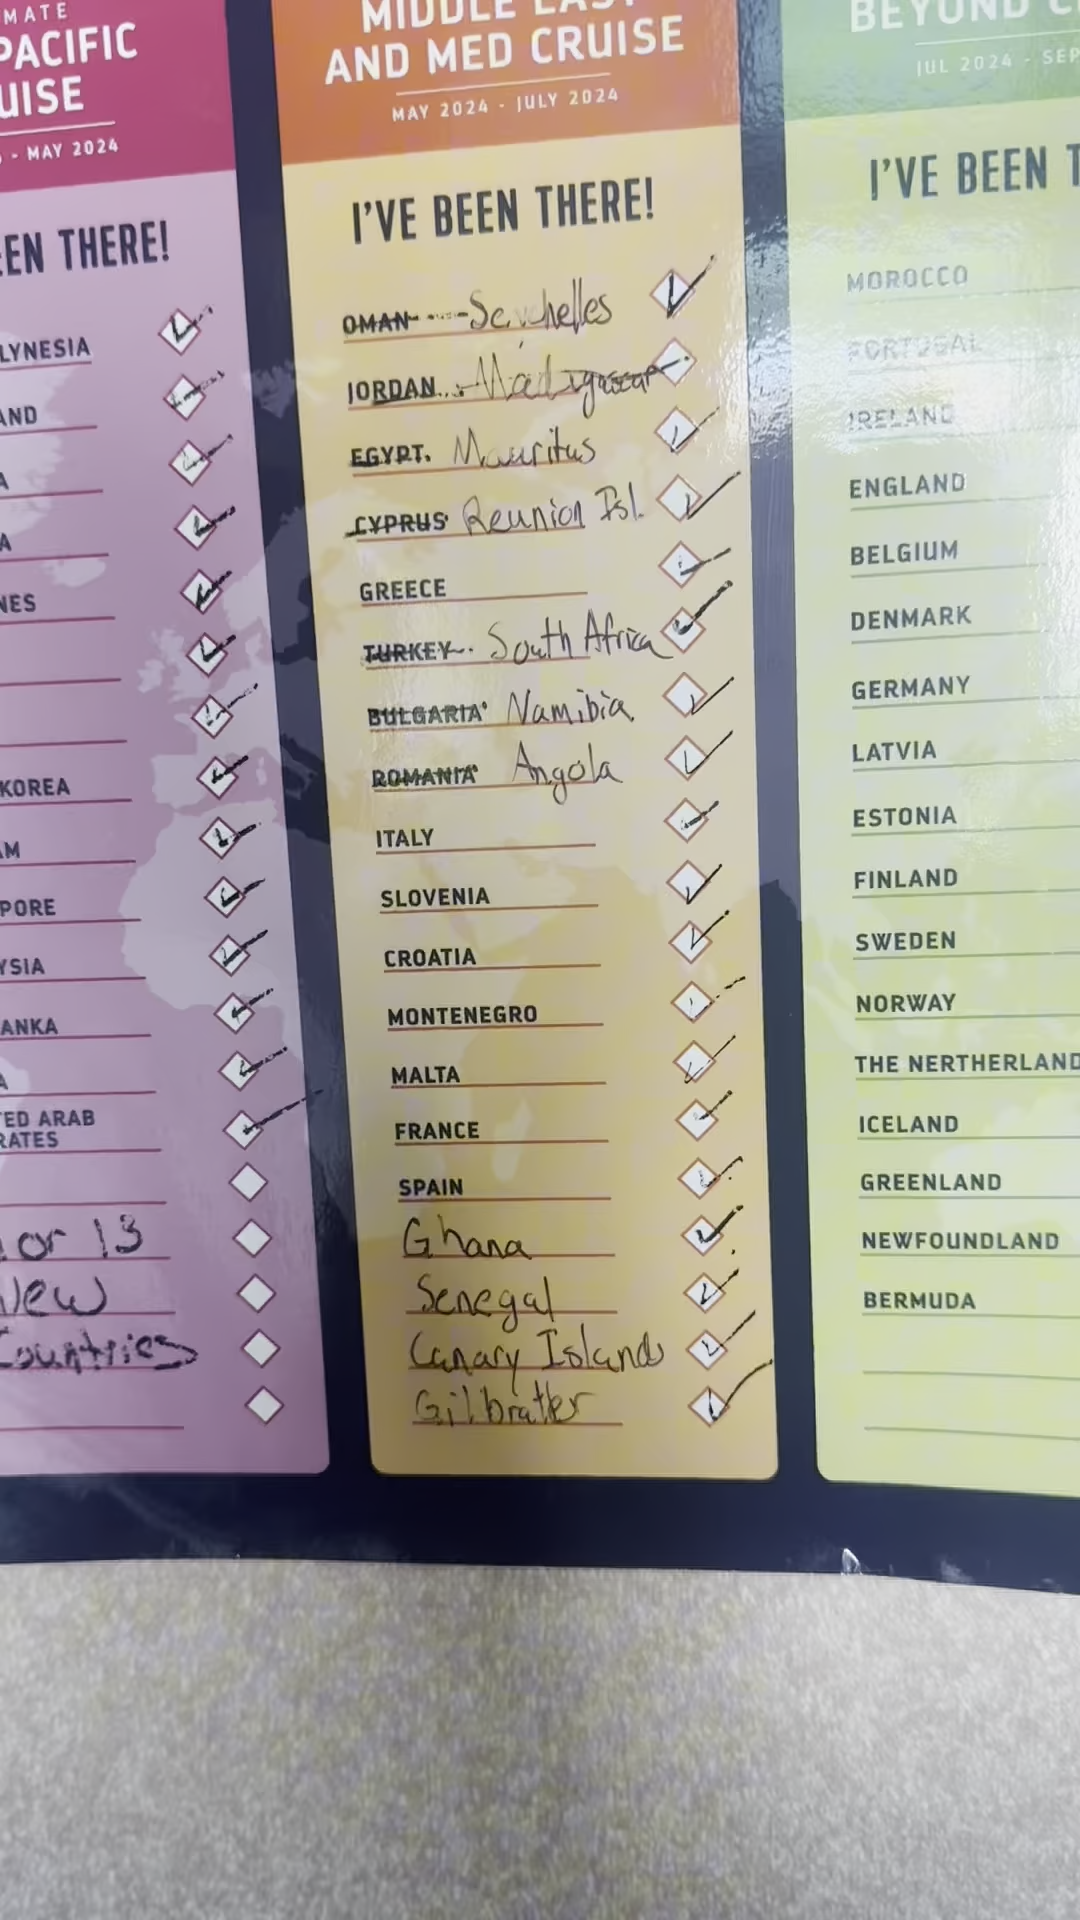 MATE
PACIFIC
UISE
- MAY 2024
EEN THERE!
LYNESIA
AND
A
A
NES
KOREA
AM
PORE
YSIA
ANKA
A
TED ARAB
RATES
or 13
New
Countries
MIDDLE EAST
AND MED CRUISE
MAY 2024 - JULY 2024
I'VE BEEN THERE!
OMAN Seychelles
JORDAN Madigascar
EGYPT. Mauritus
CYPRUS Reunion Isl.
GREECE
TURKEY South Africa
BULGARIA Namibia
ROMANIA Angola
ITALY
SLOVENIA
CROATIA
MONTENEGRO
MALTA
FRANCE
SPAIN
Ghana
Senegal
Canary Islands
Gilbratler
BEYOND C
JUL 2024 - SEP
I'VE BEEN T
MOROCCO
PORTUGAL
IRELAND
ENGLAND
BELGIUM
DENMARK
GERMANY
LATVIA
ESTONIA
FINLAND
SWEDEN
NORWAY
THE NERTHERLAND
ICELAND
GREENLAND
NEWFOUNDLAND
BERMUDA